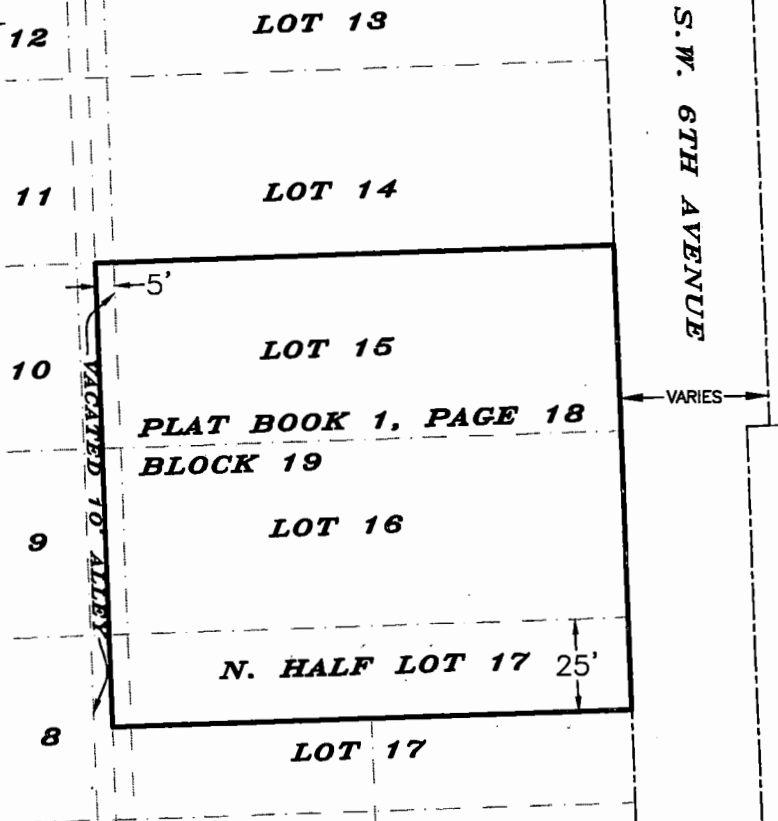 12
LOT 13
S.W. 6TH AVENUE
11
LOT 14
5'
LOT 15
10
VARIES
PLAT BOOK 1, PAGE 18
BLOCK 19
VACATED 10' ALLEY
LOT 16
9
N. HALF LOT 17
25'
8
LOT 17